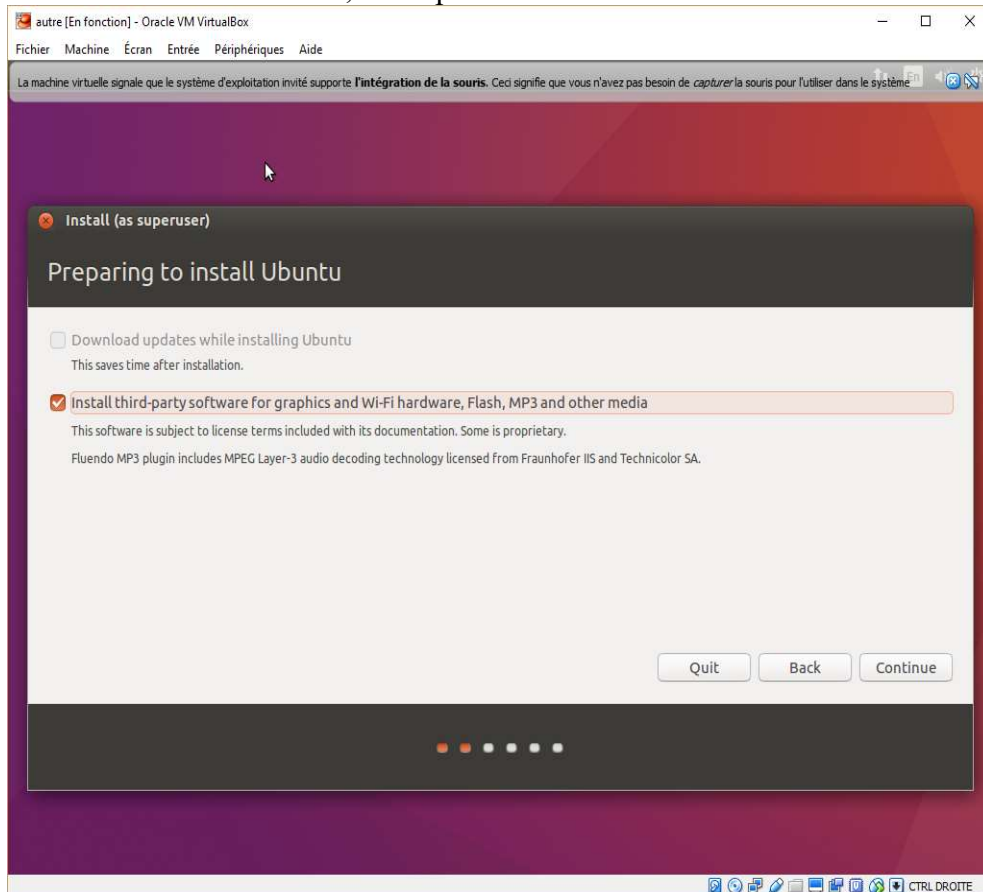 autre [En fonction] - Oracle VM VirtualBox
Fichier Machine Écran Entrée Périphériques Aide
La machine virtuelle signale que le système d'exploitation invité supporte l'intégration de la souris. Ceci signifie que vous n'avez pas besoin de capturer la souris pour l'utiliser dans le système
En
Install (as superuser)
Preparing to install Ubuntu
Download updates while installing Ubuntu
This saves time after installation.
Install third-party software for graphics and Wi-Fi hardware, Flash, MP3 and other media
This software is subject to license terms included with its documentation. Some is proprietary.
Fluendo MP3 plugin includes MPEG Layer-3 audio decoding technology licensed from Fraunhofer IIS and Technicolor SA.
Quit Back Continue
CTRL DROITE